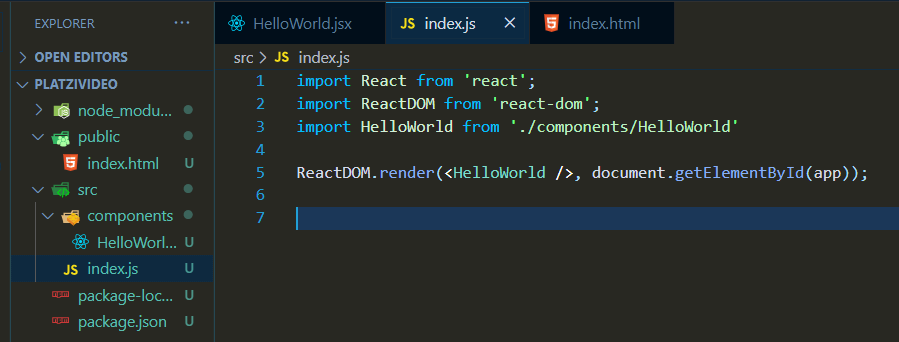 EXPLORER ···
OPEN EDITORS
PLATZIVIDEO
node_modu...
public
index.html U
src
components
HelloWorl... U
JS index.js U
package-loc... U
package.json U
HelloWorld.jsx JS index.js × index.html
src > JS index.js
1 import React from 'react';
2 import ReactDOM from 'react-dom';
3 import HelloWorld from './components/HelloWorld'
4
5 ReactDOM.render(<HelloWorld />, document.getElementById(app));
6
7